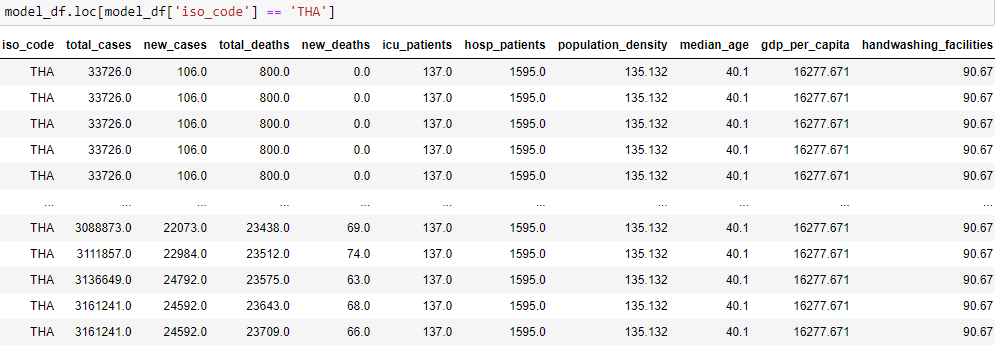 model_df.loc[model_df['iso_code'] == 'THA']
iso_code total_cases new_cases total_deaths new_deaths icu_patients hosp_patients population_density median_age gdp_per_capita handwashing_facilities
THA 33726.0 106.0 800.0 0.0 137.0 1595.0 135.132 40.1 16277.671 90.67
THA 33726.0 106.0 800.0 0.0 137.0 1595.0 135.132 40.1 16277.671 90.67
THA 33726.0 106.0 800.0 0.0 137.0 1595.0 135.132 40.1 16277.671 90.67
THA 33726.0 106.0 800.0 0.0 137.0 1595.0 135.132 40.1 16277.671 90.67
THA 33726.0 106.0 800.0 0.0 137.0 1595.0 135.132 40.1 16277.671 90.67
... ... ... ... ... ... ... ... ... ... ...
THA 3088873.0 22073.0 23438.0 69.0 137.0 1595.0 135.132 40.1 16277.671 90.67
THA 3111857.0 22984.0 23512.0 74.0 137.0 1595.0 135.132 40.1 16277.671 90.67
THA 3136649.0 24792.0 23575.0 63.0 137.0 1595.0 135.132 40.1 16277.671 90.67
THA 3161241.0 24592.0 23643.0 68.0 137.0 1595.0 135.132 40.1 16277.671 90.67
THA 3161241.0 24592.0 23709.0 66.0 137.0 1595.0 135.132 40.1 16277.671 90.67